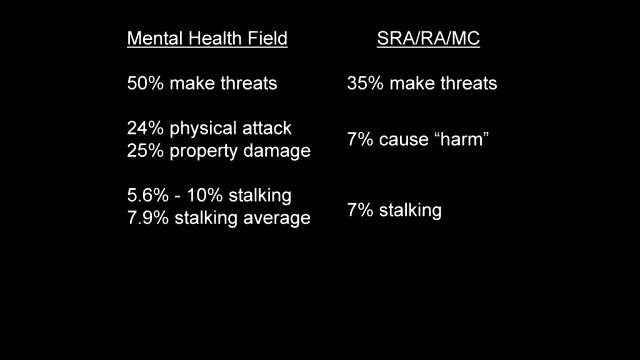 Mental Health Field
SRA/RA/MC
50% make threats
35% make threats
24% physical attack
25% property damage
7% cause “harm”
5.6% - 10% stalking
7.9% stalking average
7% stalking